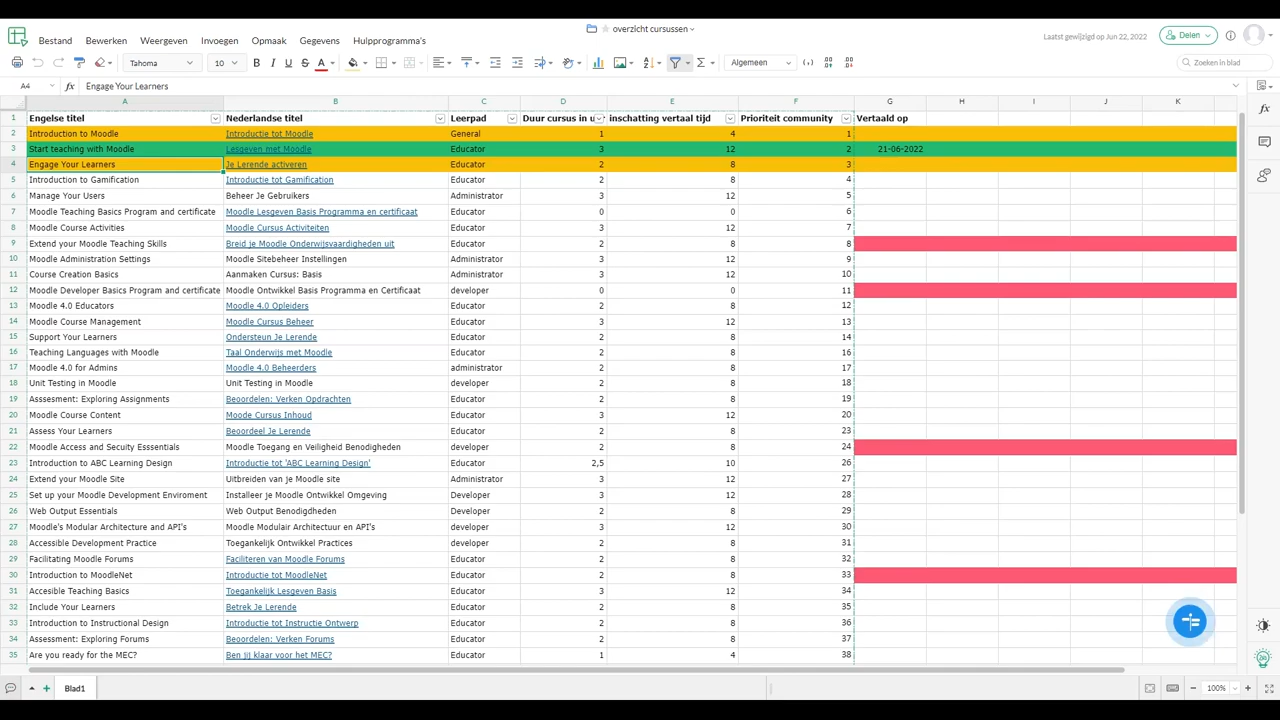 overzicht cursussen
Bestand Bewerken Weergeven Invoegen Opmaak Gegevens Hulpprogramma's
Laatst gewijzigd op Jun 22, 2022 Delen
Tahoma 10 B I U S A Algemeen Zoeken in blad
A4 fx Engage Your Learners
A B C D E F G H I J K
1 Engelse titel Nederlandse titel Leerpad Duur cursus in u inschatting vertaal tijd Prioriteit community Vertaald op
2 Introduction to Moodle Introductie tot Moodle General 1 4 1
3 Start teaching with Moodle Lesgeven met Moodle Educator 3 12 2 21-06-2022
4 Engage Your Learners Je Lerende activeren Educator 2 8 3
5 Introduction to Gamification Introductie tot Gamification Educator 2 8 4
6 Manage Your Users Beheer Je Gebruikers Administrator 3 12 5
7 Moodle Teaching Basics Program and certificate Moodle Lesgeven Basis Programma en certificaat Educator 0 0 6
8 Moodle Course Activities Moodle Cursus Activiteiten Educator 3 12 7
9 Extend your Moodle Teaching Skills Breid je Moodle Onderwijsvaardigheden uit Educator 2 8 8
10 Moodle Administration Settings Moodle Sitebeheer Instellingen Administrator 3 12 9
11 Course Creation Basics Aanmaken Cursus: Basis Administrator 3 12 10
12 Moodle Developer Basics Program and certificate Moodle Ontwikkel Basis Programma en Certificaat developer 0 0 11
13 Moodle 4.0 Educators Moodle 4.0 Opleiders Educator 2 8 12
14 Moodle Course Management Moodle Cursus Beheer Educator 3 12 13
15 Support Your Learners Ondersteun Je Lerende Educator 2 8 14
16 Teaching Languages with Moodle Taal Onderwijs met Moodle Educator 2 8 16
17 Moodle 4.0 for Admins Moodle 4.0 Beheerders administrator 2 8 17
18 Unit Testing in Moodle Unit Testing in Moodle developer 2 8 18
19 Asssesment: Exploring Assignments Beoordelen: Verken Opdrachten Educator 2 8 19
20 Moodle Course Content Moode Cursus Inhoud Educator 3 12 20
21 Assess Your Learners Beoordeel Je Lerende Educator 2 8 23
22 Moodle Access and Secuity Esssentials Moodle Toegang en Veiligheid Benodigheden developer 2 8 24
23 Introduction to ABC Learning Design Introductie tot 'ABC Learning Design' Educator 2,5 10 26
24 Extend your Moodle Site Uitbreiden van je Moodle site Administrator 3 12 27
25 Set up your Moodle Development Enviroment Installeer je Moodle Ontwikkel Omgeving Developer 3 12 28
26 Web Output Essentials Web Output Benodigdheden Developer 2 8 29
27 Moodle's Modular Architecture and API's Moodle Modulair Architectuur en API's developer 3 12 30
28 Accessible Development Practice Toegankelijk Ontwikkel Practices developer 2 8 31
29 Facilitating Moodle Forums Faciliteren van Moodle Forums Educator 2 8 32
30 Introduction to MoodleNet Introductie tot MoodleNet Educator 2 8 33
31 Accesible Teaching Basics Toegankelijk Lesgeven Basis Educator 3 12 34
32 Include Your Learners Betrek Je Lerende Educator 2 8 35
33 Introduction to Instructional Design Introductie tot Instructie Ontwerp Educator 2 8 36
34 Assessment: Exploring Forums Beoordelen: Verken Forums Educator 2 8 37
35 Are you ready for the MEC? Ben jij klaar voor het MEC? Educator 1 4 38
Blad1 100%